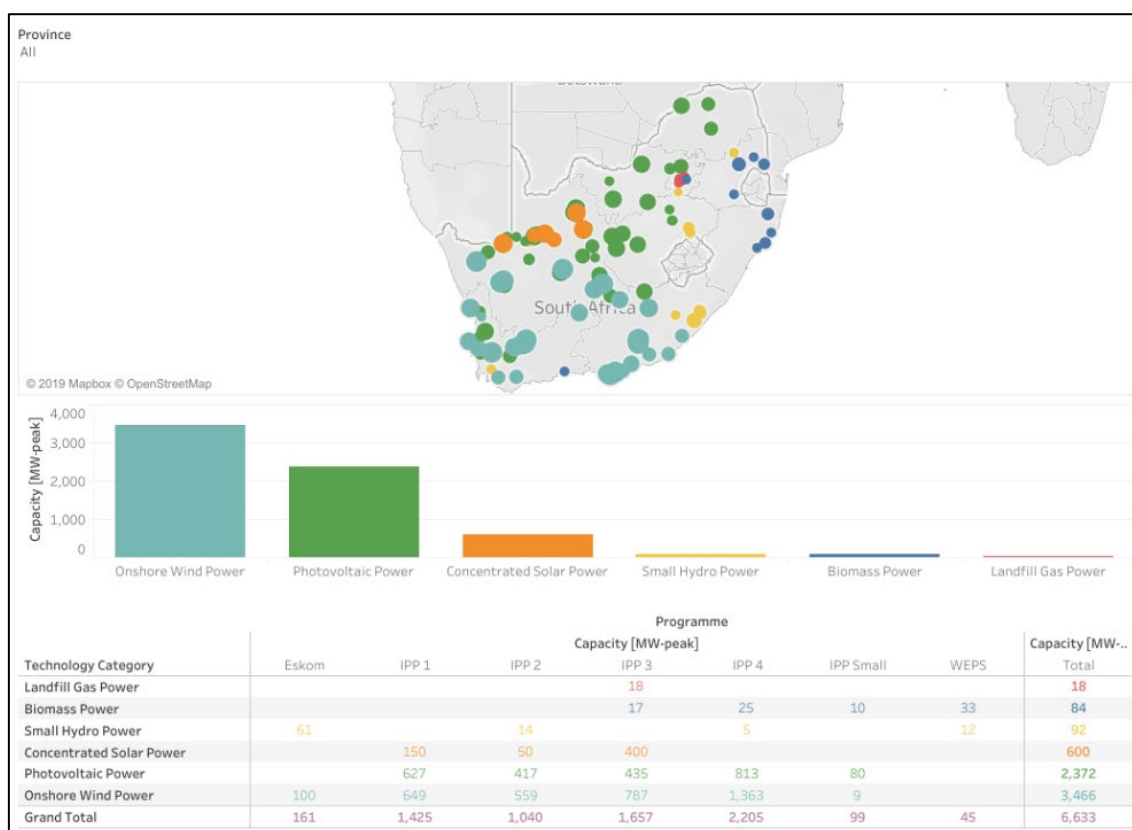 Province
All
Botswana
South Africa
© 2019 Mapbox © OpenStreetMap
Capacity [MW-peak]
4,000
3,000
2,000
1,000
0
Onshore Wind Power Photovoltaic Power Concentrated Solar Power Small Hydro Power Biomass Power Landfill Gas Power
Programme
Capacity [MW-peak] Capacity [MW-..
Technology Category Eskom IPP 1 IPP 2 IPP 3 IPP 4 IPP Small WEPS Total
Landfill Gas Power 18 18
Biomass Power 17 25 10 33 84
Small Hydro Power 61 14 5 12 92
Concentrated Solar Power 150 50 400 600
Photovoltaic Power 627 417 435 813 80 2,372
Onshore Wind Power 100 649 559 787 1,363 9 3,466
Grand Total 161 1,425 1,040 1,657 2,205 99 45 6,633